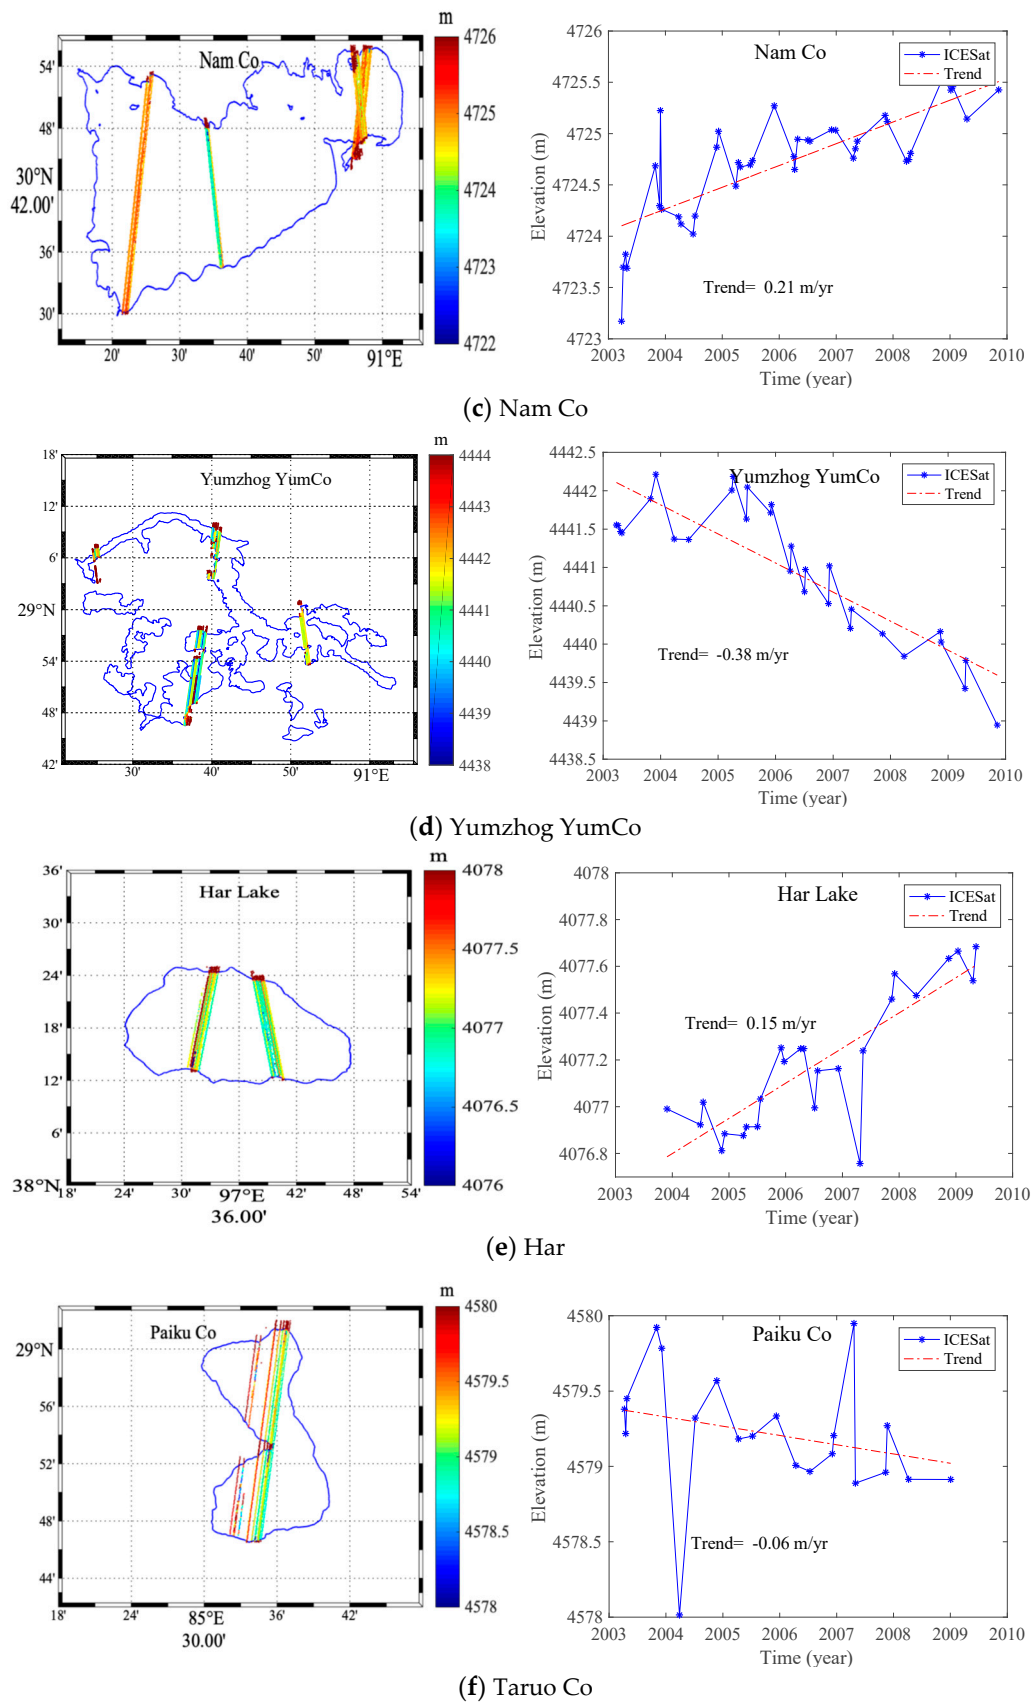 m
4726
4725
4724
4723
4722
Nam Co
54'
48'
30°N
42.00'
36'
30'
20'
30'
40'
50'
91°E
4726
4725.5
4725
4724.5
4724
4723.5
4723
Elevation (m)
Nam Co
ICESat
Trend
Trend= 0.21 m/yr
2003 2004 2005 2006 2007 2008 2009 2010
Time (year)
(c) Nam Co
m
4444
4443
4442
4441
4440
4439
4438
Yumzhog YumCo
18'
12'
6'
29°N
54'
48'
42'
30'
40'
50'
91°E
4442.5
4442
4441.5
4441
4440.5
4440
4439.5
4439
4438.5
Elevation (m)
Yumzhog YumCo
ICESat
Trend
Trend= -0.38 m/yr
2003 2004 2005 2006 2007 2008 2009 2010
Time (year)
(d) Yumzhog YumCo
m
4078
4077.5
4077
4076.5
4076
Har Lake
36'
30'
24'
18'
12'
6'
38°N
18'
24'
30'
97°E
36.00'
42'
48'
54'
4078
4077.8
4077.6
4077.4
4077.2
4077
4076.8
Elevation (m)
Har Lake
ICESat
Trend
Trend= 0.15 m/yr
2003 2004 2005 2006 2007 2008 2009 2010
Time (year)
(e) Har
m
4580
4579.5
4579
4578.5
4578
Paiku Co
29°N
56'
52'
48'
44'
18'
24'
85°E
30.00'
36'
42'
4580
4579.5
4579
4578.5
4578
Elevation (m)
Paiku Co
ICESat
Trend
Trend= -0.06 m/yr
2003 2004 2005 2006 2007 2008 2009 2010
Time (year)
(f) Taruo Co